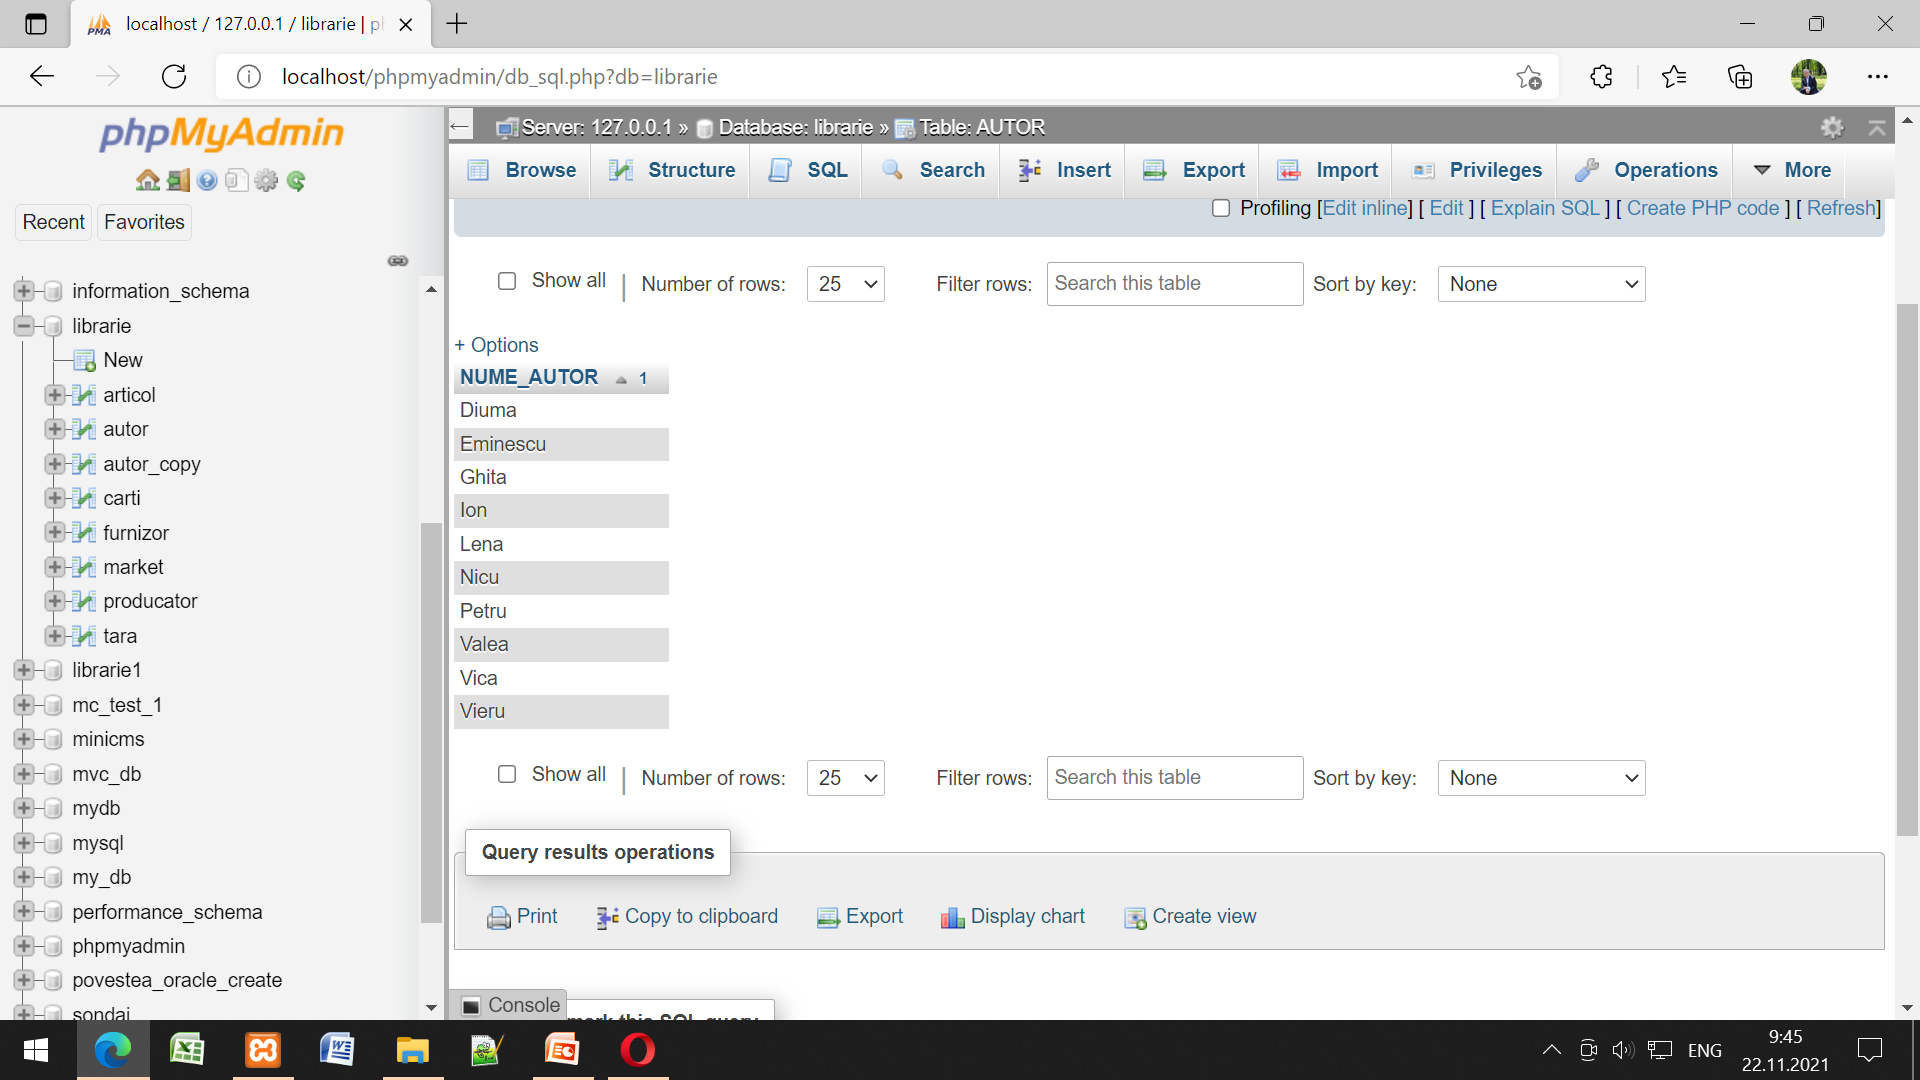 localhost / 127.0.0.1 / librarie | ph
localhost/phpmyadmin/db_sql.php?db=librarie
phpMyAdmin
Recent Favorites
information_schema
librarie
New
articol
autor
autor_copy
carti
furnizor
market
producator
tara
librarie1
mc_test_1
minicms
mvc_db
mydb
mysql
my_db
performance_schema
phpmyadmin
povestea_oracle_create
sondaj
Server: 127.0.0.1 » Database: librarie » Table: AUTOR
Browse Structure SQL Search Insert Export Import Privileges Operations More
Profiling [Edit inline] [ Edit ] [ Explain SQL ] [ Create PHP code ] [ Refresh]
Show all | Number of rows: 25 Filter rows: Search this table Sort by key: None
+ Options
NUME_AUTOR 1
Diuma
Eminescu
Ghita
Ion
Lena
Nicu
Petru
Valea
Vica
Vieru
Show all | Number of rows: 25 Filter rows: Search this table Sort by key: None
Query results operations
Print Copy to clipboard Export Display chart Create view
Console
mark this SQL query
ENG
9:45
22.11.2021